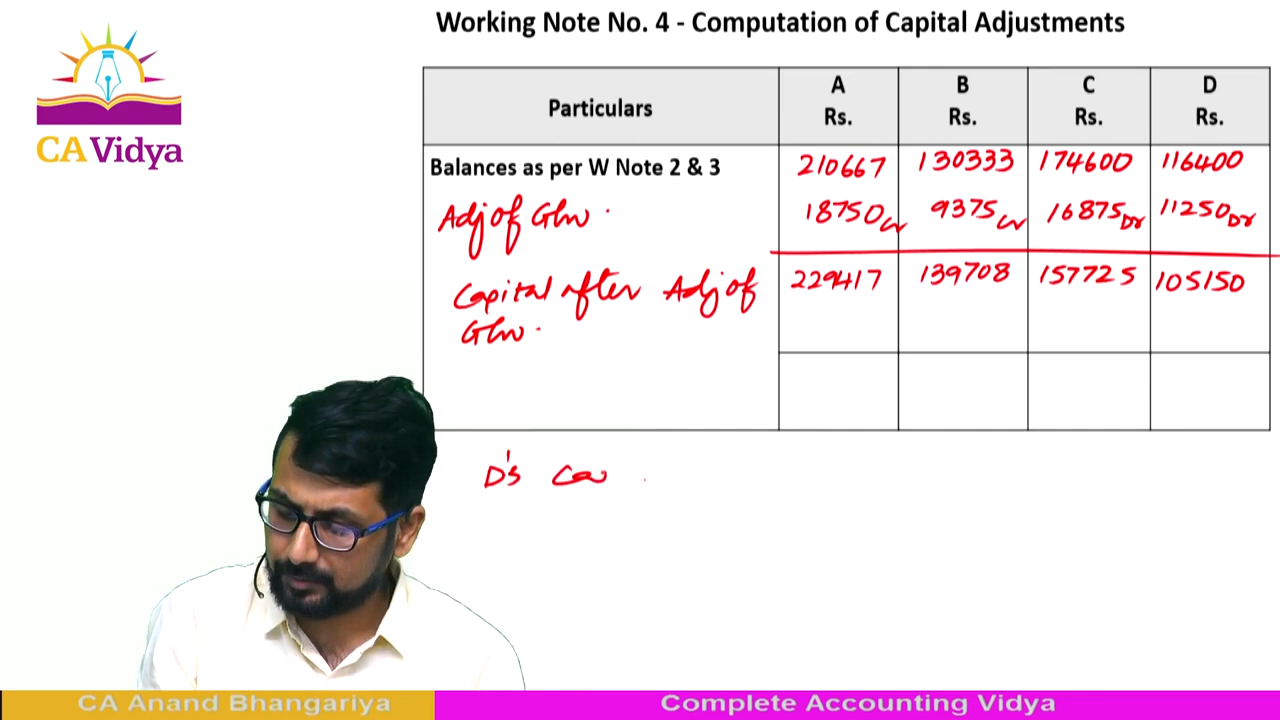 Working Note No. 4 - Computation of Capital Adjustments
CA Vidya
Particulars
A
Rs.
B
Rs.
C
Rs.
D
Rs.
Balances as per W Note 2 & 3 210667 130333 174600 116400
Adj of Glw. 18750 Cr 9375 Cr 16875 Dr 11250 Dr
Capital after Adj of 229417 139708 157725 105150
Glw.
D's Ca
CA Anand Bhangariya
Complete Accounting Vidya